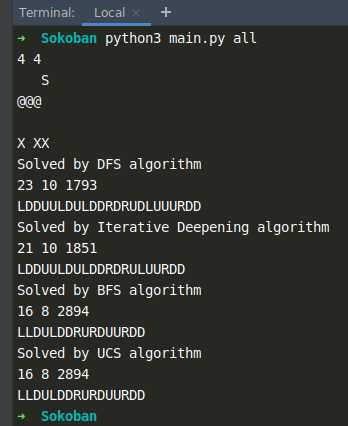 Terminal: Local × +
➜ Sokoban python3 main.py all
4 4
   S
@@@

X XX
Solved by DFS algorithm
23 10 1793
LDDUULDULDDRDRUDLUUURDD
Solved by Iterative Deepening algorithm
21 10 1851
LDDUULDULDDRDRULUURDD
Solved by BFS algorithm
16 8 2894
LLDULDDRURDUURDD
Solved by UCS algorithm
16 8 2894
LLDULDDRURDUURDD
➜ Sokoban